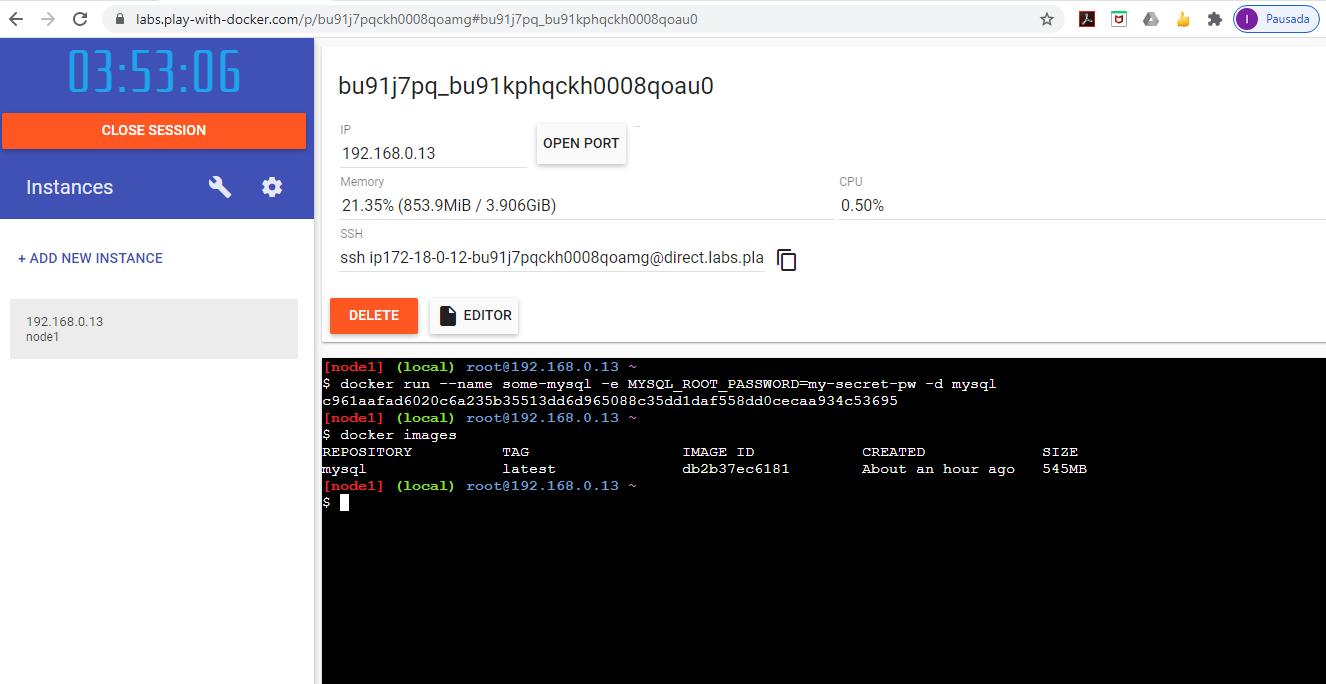 labs.play-with-docker.com/p/bu91j7pqckh0008qoamg#bu91j7pq_bu91kphqckh0008qoau0
I Pausada
03:53:06
CLOSE SESSION
Instances
+ ADD NEW INSTANCE
192.168.0.13
node1
bu91j7pq_bu91kphqckh0008qoau0
IP
192.168.0.13
OPEN PORT
Memory
21.35% (853.9MiB / 3.906GiB)
CPU
0.50%
SSH
ssh ip172-18-0-12-bu91j7pqckh0008qoamg@direct.labs.pla
DELETE
EDITOR
[node1] (local) root@192.168.0.13 ~
$ docker run --name some-mysql -e MYSQL_ROOT_PASSWORD=my-secret-pw -d mysql
c961aafad6020c6a235b35513dd6d965088c35dd1daf558dd0cecaa934c53695
[node1] (local) root@192.168.0.13 ~
$ docker images
REPOSITORY TAG IMAGE ID CREATED SIZE
mysql latest db2b37ec6181 About an hour ago 545MB
[node1] (local) root@192.168.0.13 ~
$